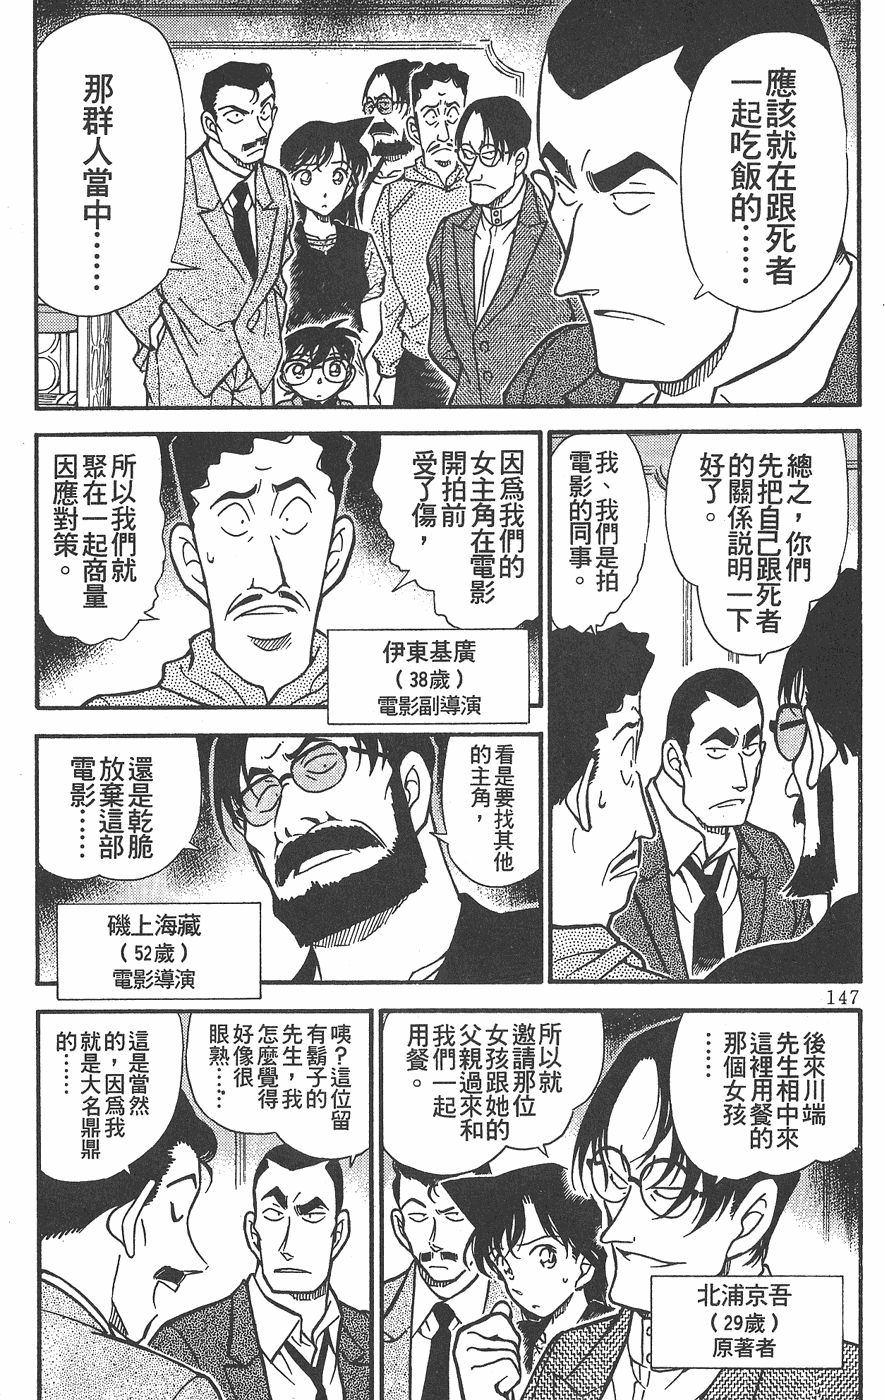 應該就在跟死者
一起吃飯的……
那群人當中……
總之，你們
先把自己跟死者
的關係説明一下
好了。
我、我們是拍
電影的同事。
因為我們的
女主角在電影
開拍前
受了傷，
所以我們就
聚在一起商量
因應對策。
伊東基廣
（38歲）
電影副導演
看是要找其他
的主角，
還是乾脆
放棄這部
電影……
磯上海藏
（52歲）
電影導演
147
後來川端
先生相中來
這裡用餐的
那個女孩
……
所以就
邀請那位
女孩跟她的
父親過來和
我們一起
用餐。
北浦京吾
（29歲）
原著者
咦？這位留
有鬍子的
先生，我
怎麼覺得
好像很
眼熟……
這是當然
的，因為我
就是大名鼎鼎
的……